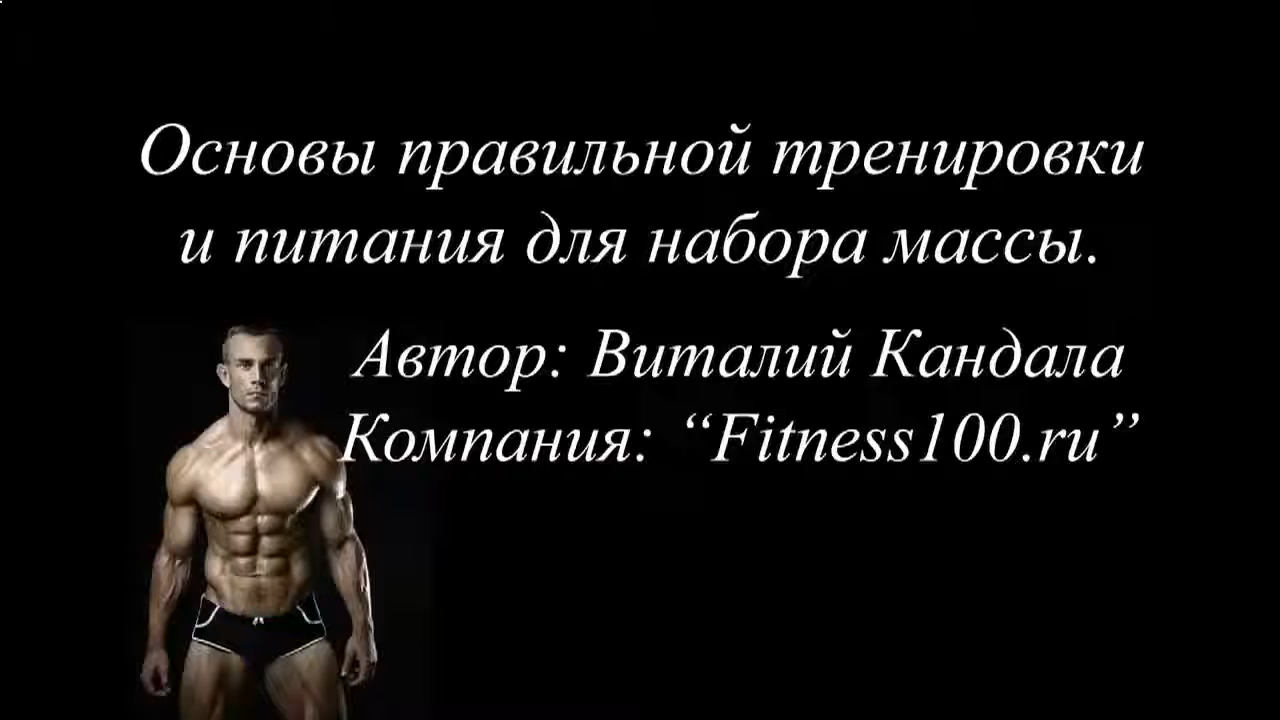 Основы правильной тренировки
и питания для набора массы.
Автор: Виталий Кандала
Компания: “Fitness100.ru”